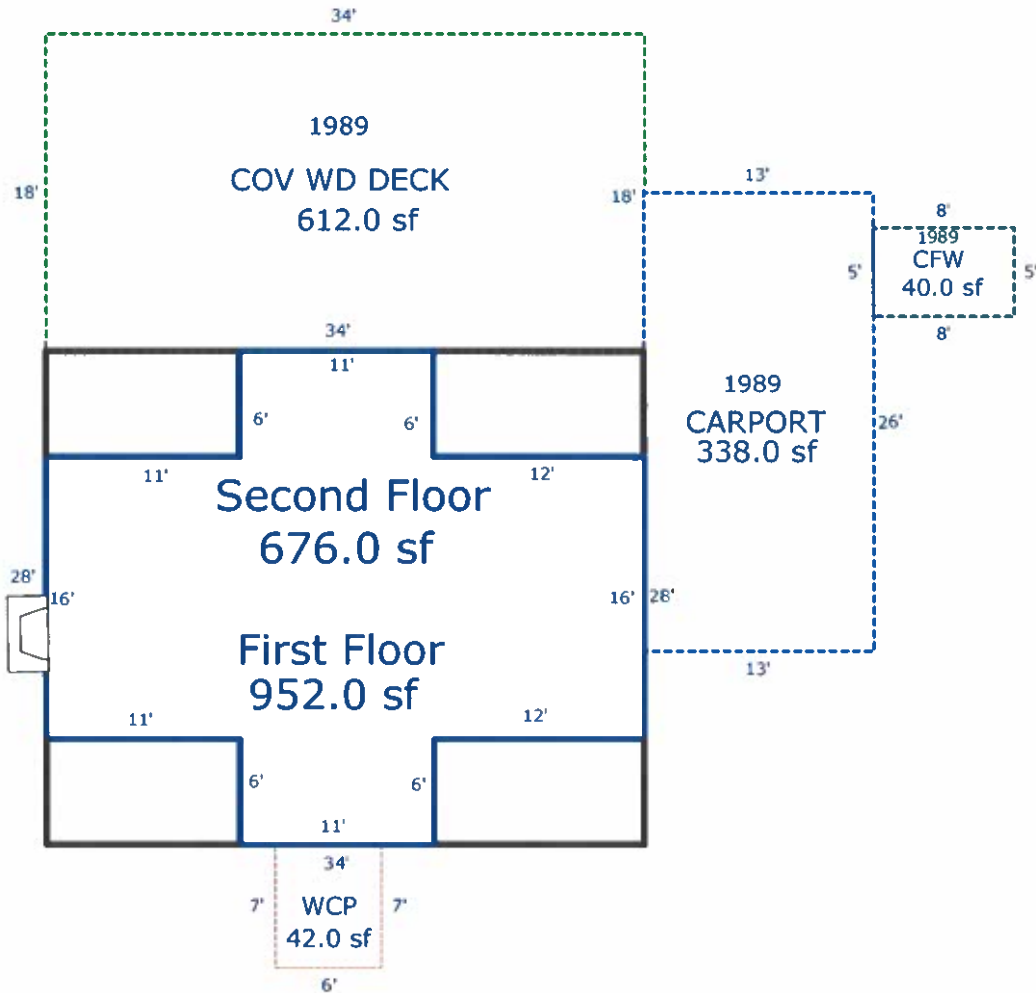 34'
1989
COV WD DECK
612.0 sf
18'
18'
13'
8'
1989
CFW
40.0 sf
5'
5'
8'
34'
11'
6'
6'
11'
12'
1989
CARPORT
338.0 sf
26'
Second Floor
676.0 sf
28'
16'
16'
28'
First Floor
952.0 sf
13'
11'
12'
6'
6'
11'
34'
7'
WCP
7'
42.0 sf
6'